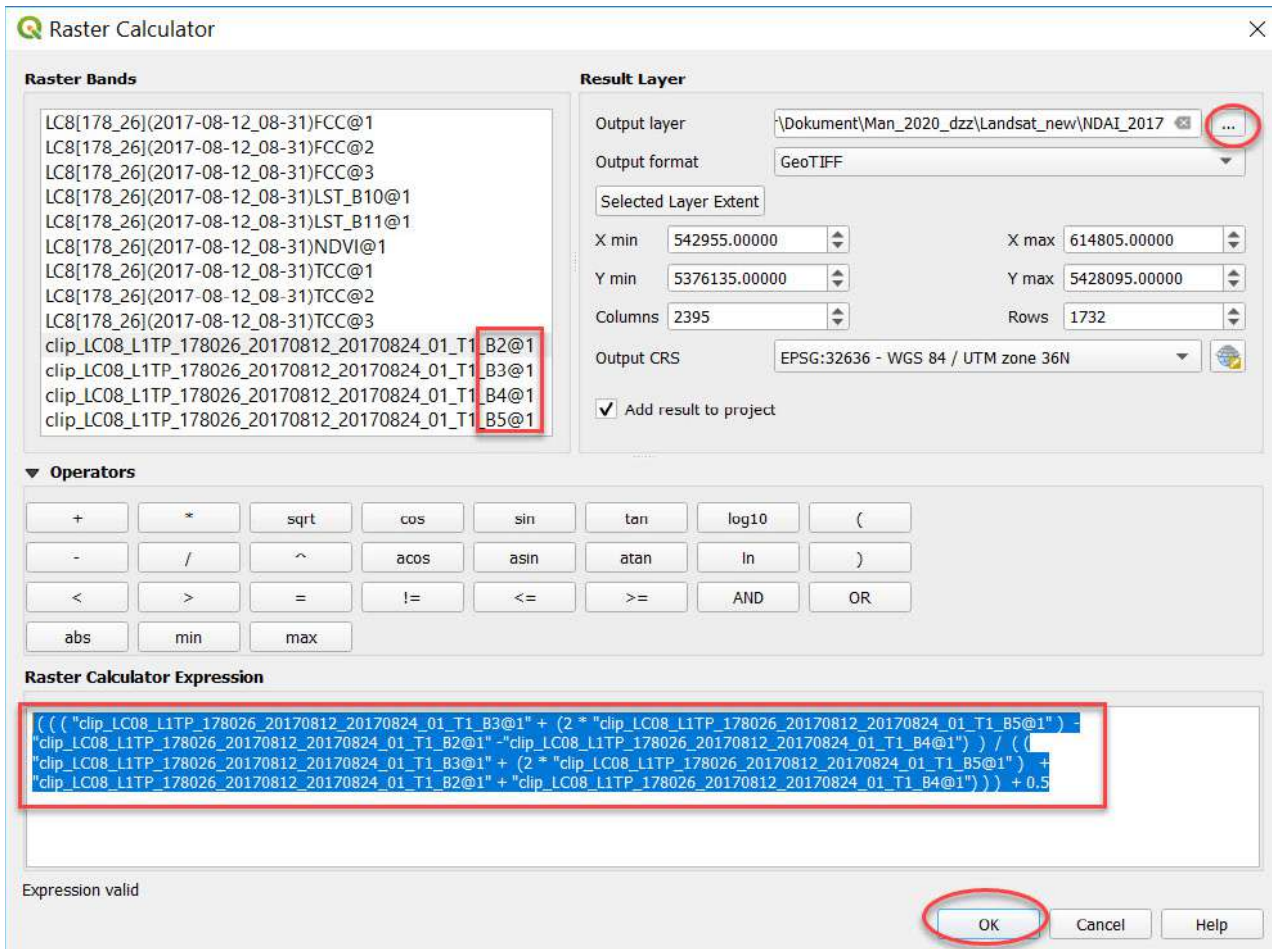 Raster Calculator
Raster Bands
LC8[178_26](2017-08-12_08-31)FCC@1
LC8[178_26](2017-08-12_08-31)FCC@2
LC8[178_26](2017-08-12_08-31)FCC@3
LC8[178_26](2017-08-12_08-31)LST_B10@1
LC8[178_26](2017-08-12_08-31)LST_B11@1
LC8[178_26](2017-08-12_08-31)NDVI@1
LC8[178_26](2017-08-12_08-31)TCC@1
LC8[178_26](2017-08-12_08-31)TCC@2
LC8[178_26](2017-08-12_08-31)TCC@3
clip_LC08_L1TP_178026_20170812_20170824_01_T1_B2@1
clip_LC08_L1TP_178026_20170812_20170824_01_T1_B3@1
clip_LC08_L1TP_178026_20170812_20170824_01_T1_B4@1
clip_LC08_L1TP_178026_20170812_20170824_01_T1_B5@1
Result Layer
Output layer \Dokument\Man_2020_dzz\Landsat_new\NDAI_2017 ...
Output format GeoTIFF
Selected Layer Extent
X min 542955.00000 X max 614805.00000
Y min 5376135.00000 Y max 5428095.00000
Columns 2395 Rows 1732
Output CRS EPSG:32636 - WGS 84 / UTM zone 36N
Add result to project
Operators
+ * sqrt cos sin tan log10 (
- / ^ acos asin atan ln )
< > = != <= >= AND OR
abs min max
Raster Calculator Expression
( ( ( "clip_LC08_L1TP_178026_20170812_20170824_01_T1_B3@1" + (2 * "clip_LC08_L1TP_178026_20170812_20170824_01_T1_B5@1" ) -
"clip_LC08_L1TP_178026_20170812_20170824_01_T1_B2@1" -"clip_LC08_L1TP_178026_20170812_20170824_01_T1_B4@1") ) / ( (
"clip_LC08_L1TP_178026_20170812_20170824_01_T1_B3@1" + (2 * "clip_LC08_L1TP_178026_20170812_20170824_01_T1_B5@1" ) +
"clip_LC08_L1TP_178026_20170812_20170824_01_T1_B2@1" + "clip_LC08_L1TP_178026_20170812_20170824_01_T1_B4@1") ) ) + 0.5
Expression valid
OK Cancel Help